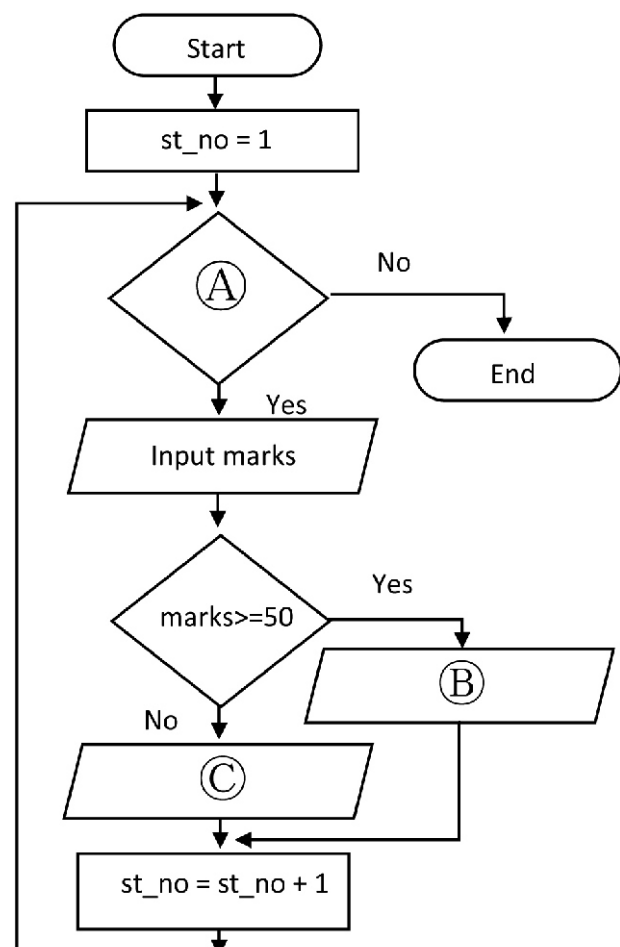 Start
st_no = 1
Ⓐ
No
End
Yes
Input marks
marks>=50
Yes
Ⓑ
No
Ⓒ
st_no = st_no + 1